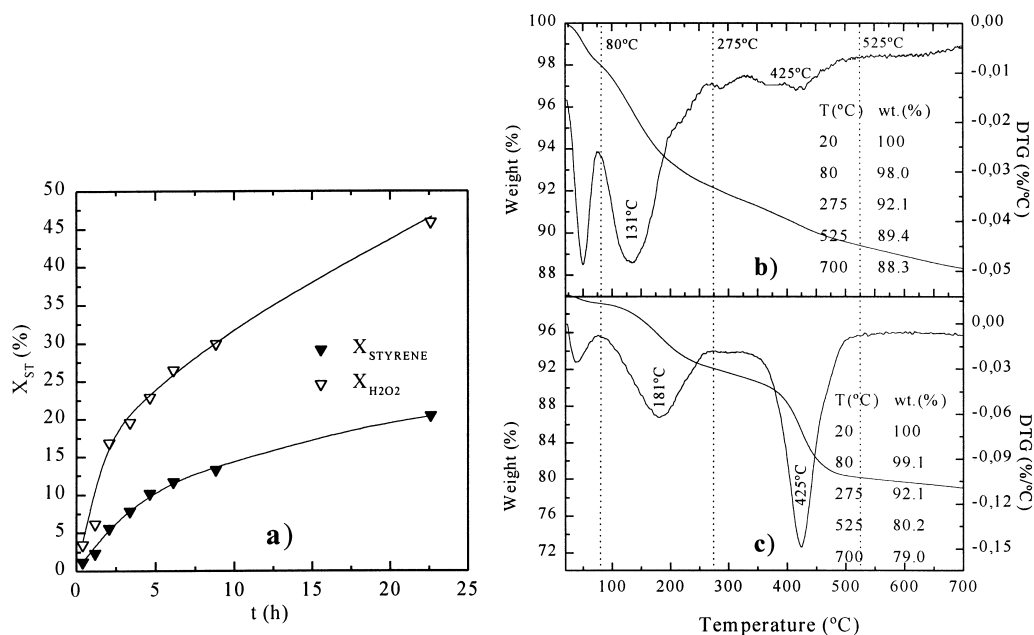 50
45
40
35
30
25
20
15
10
5
0
X_ST (%)
X_STYRENE
X_H2O2
a)
0 5 10 15 20 25
t (h)
100
98
96
94
92
90
88
Weight (%)
80ºC 275ºC 525ºC
425ºC
131ºC
T(ºC) wt.(%)
20 100
80 98.0
275 92.1
525 89.4
700 88.3
b)
0,00
-0,01
-0,02
-0,03
-0,04
-0,05
DTG (%/ºC)
96
92
88
84
80
76
72
Weight (%)
181ºC
425ºC
T(ºC) wt.(%)
20 100
80 99.1
275 92.1
525 80.2
700 79.0
c)
0,00
-0,03
-0,06
-0,09
-0,12
-0,15
DTG (%/ºC)
100 200 300 400 500 600 700
Temperature (ºC)